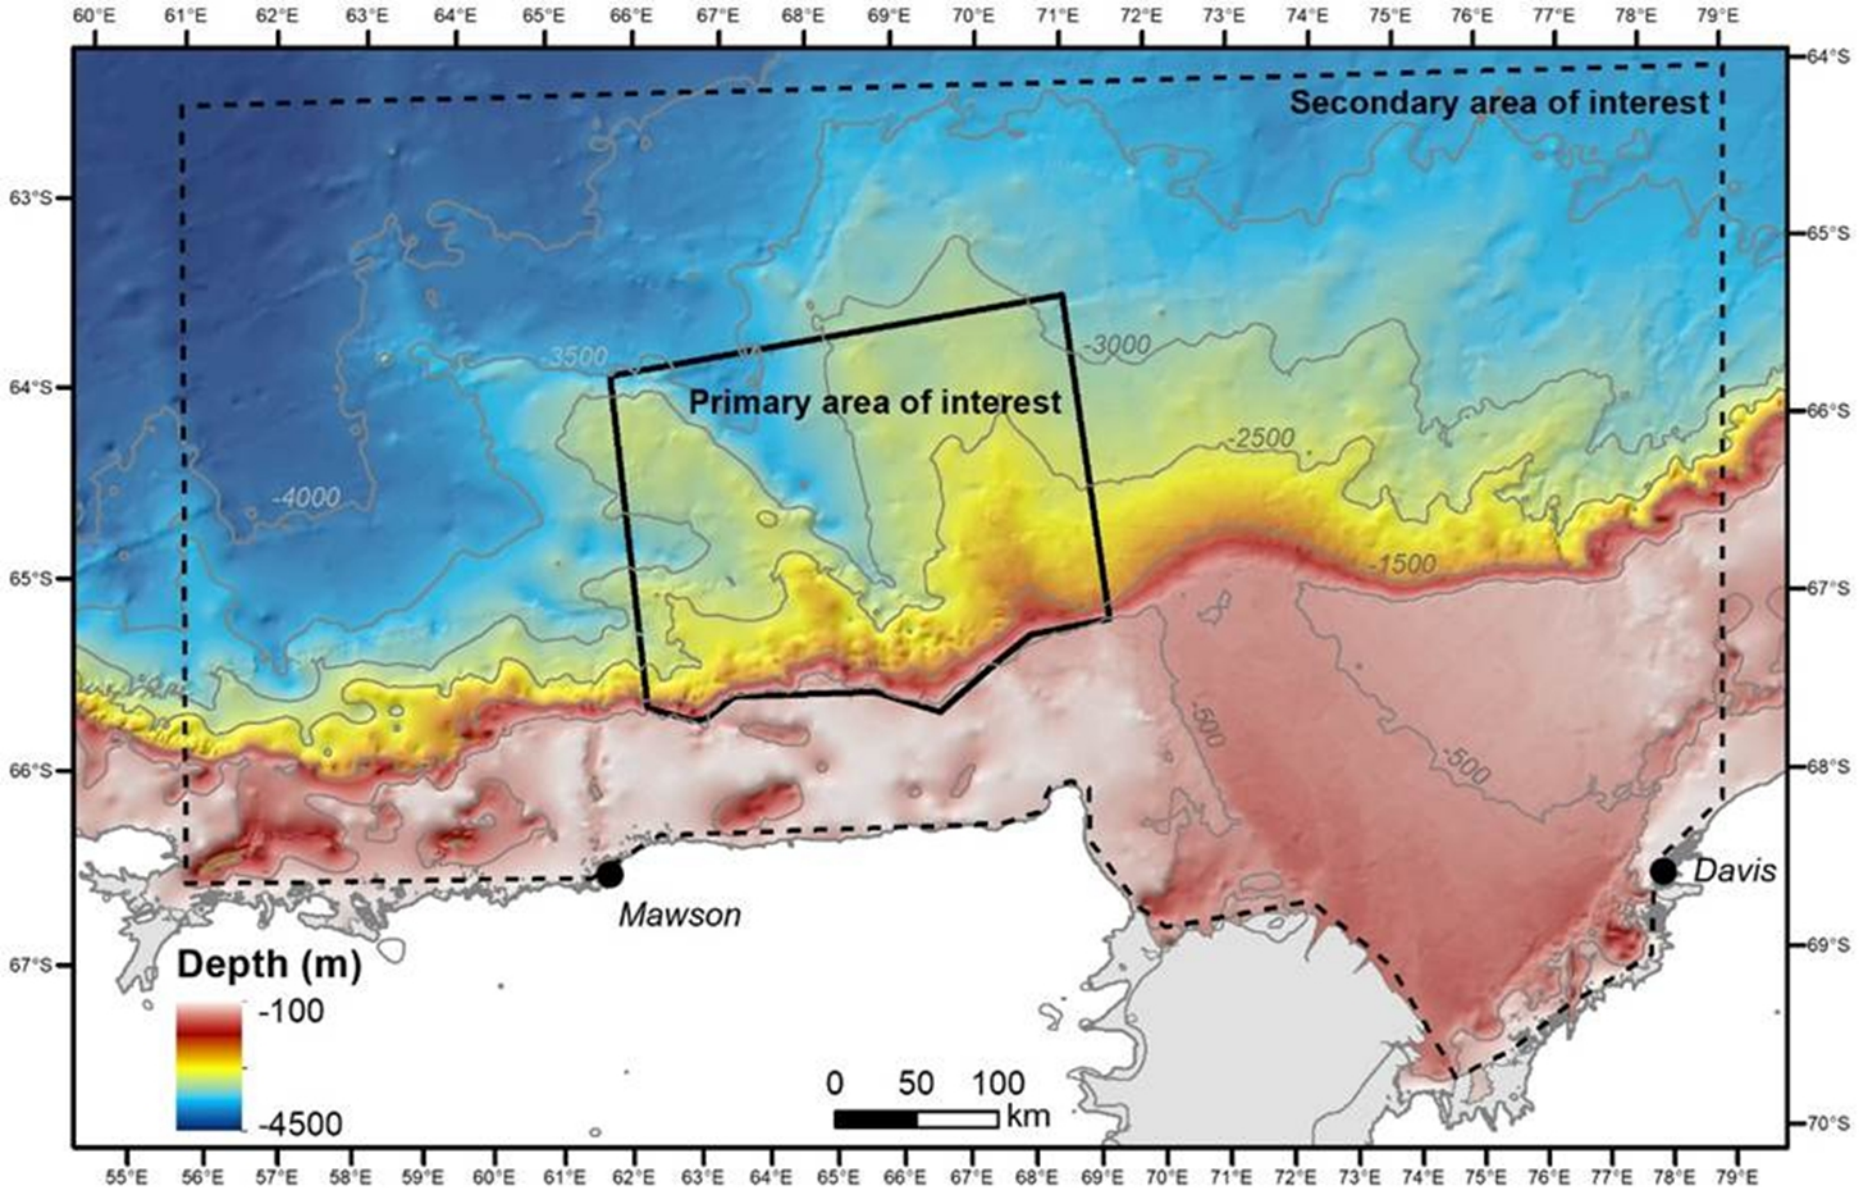 60°E 61°E 62°E 63°E 64°E 65°E 66°E 67°E 68°E 69°E 70°E 71°E 72°E 73°E 74°E 75°E 76°E 77°E 78°E 79°E
64°S
Secondary area of interest
63°S
65°S
-3500
-3000
64°S
Primary area of interest
66°S
-2500
-4000
-1500
65°S
67°S
-500
-500
66°S
68°S
Davis
Mawson
69°S
67°S
Depth (m)
-100
-4500
0 50 100
km
70°S
55°E 56°E 57°E 58°E 59°E 60°E 61°E 62°E 63°E 64°E 65°E 66°E 67°E 68°E 69°E 70°E 71°E 72°E 73°E 74°E 75°E 76°E 77°E 78°E 79°E